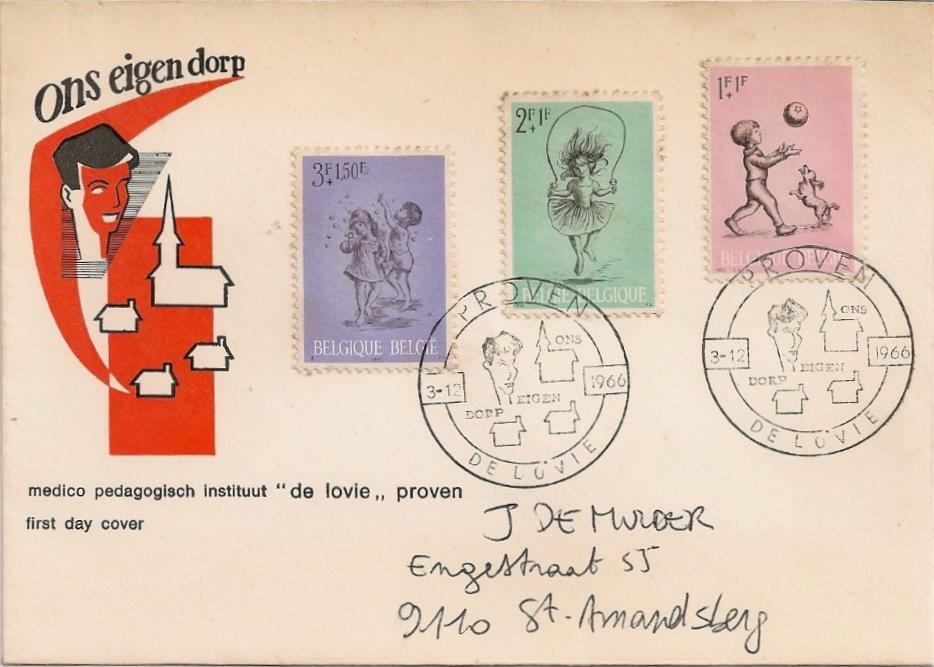 Ons eigen dorp
3F+1,50F
BELGIQUE-BELGIË
2F+1F
BELGIË-BELGIQUE
1F+1F
BELGIQUE-BELGIË
PROVEN
3-12
1966
ONS
EIGEN
DORP
DE LOVIE
PROVEN
3-12
1966
ONS
EIGEN
DORP
DE LOVIE
medico pedagogisch instituut "de lovie„ proven
first day cover
J DE MULDER
Engestraat 55
9110 St-Amandsberg